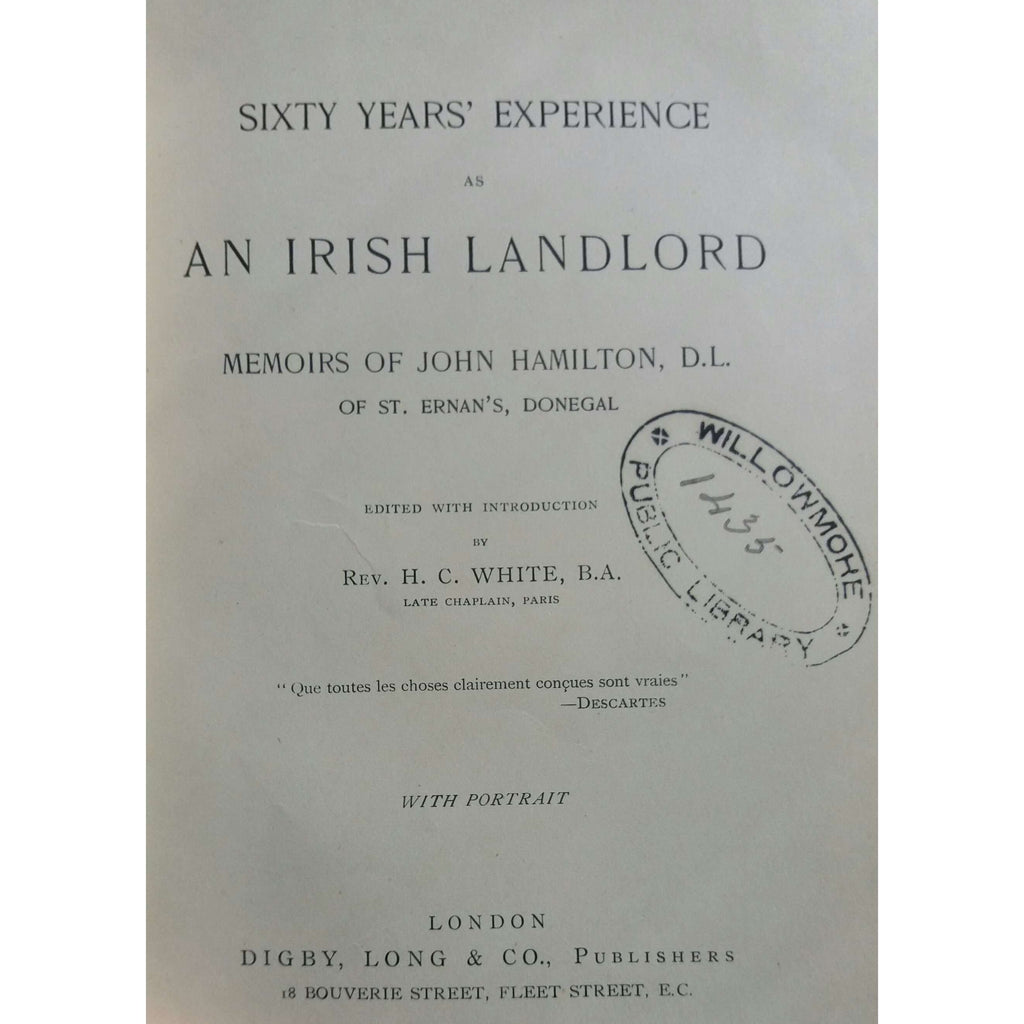 SIXTY YEARS' EXPERIENCE
AS
AN IRISH LANDLORD
MEMOIRS OF JOHN HAMILTON, D.L.
OF ST. ERNAN'S, DONEGAL
EDITED WITH INTRODUCTION
BY
REV. H. C. WHITE, B.A.
LATE CHAPLAIN, PARIS
WILLOWMORE
1435
PUBLIC LIBRARY
"Que toutes les choses clairement conçues sont vraies"
—DESCARTES
WITH PORTRAIT
LONDON
DIGBY, LONG & CO., PUBLISHERS
18 BOUVERIE STREET, FLEET STREET, E.C.